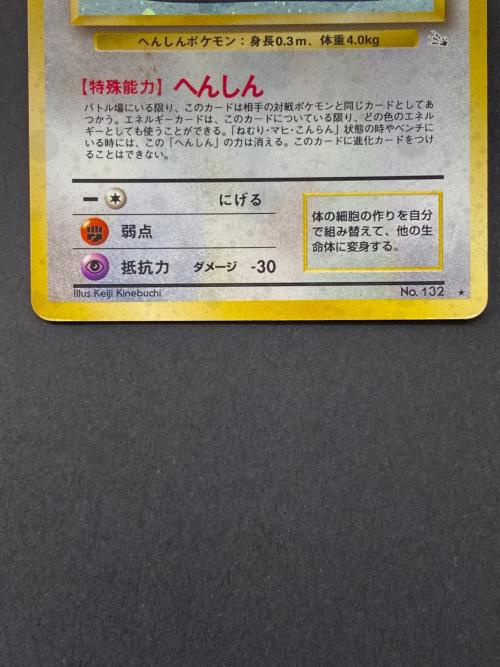 へんしんポケモン：身長0.3m、体重4.0kg
【特殊能力】へんしん
バトル場にいる限り、このカードは相手の対戦ポケモンと同じカードとしてあ
つかう。エネルギーカードは、このカードについている限り、どの色のエネル
ギーとしても使うことができる。「ねむり・マヒ・こんらん」状態の時やベンチに
いる時には、この「へんしん」の力は消える。このカードに進化カードをつけ
ることはできない。
ー にげる
弱点
抵抗力 ダメージ -30
体の細胞の作りを自分
で組み替えて、他の生
命体に変身する。
Illus.Keiji Kinebuchi
No. 132 ★